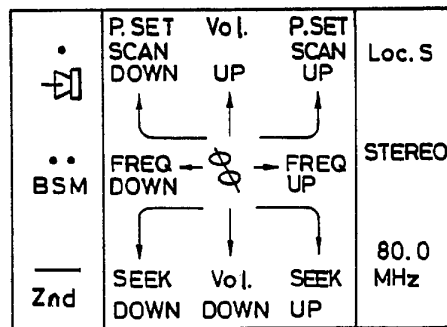 P.SET Vol. P.SET
SCAN SCAN
DOWN UP UP
Loc.S
FREQ FREQ
DOWN UP
STEREO
BSM
SEEK Vol. SEEK
DOWN DOWN UP
80.0
MHz
Znd